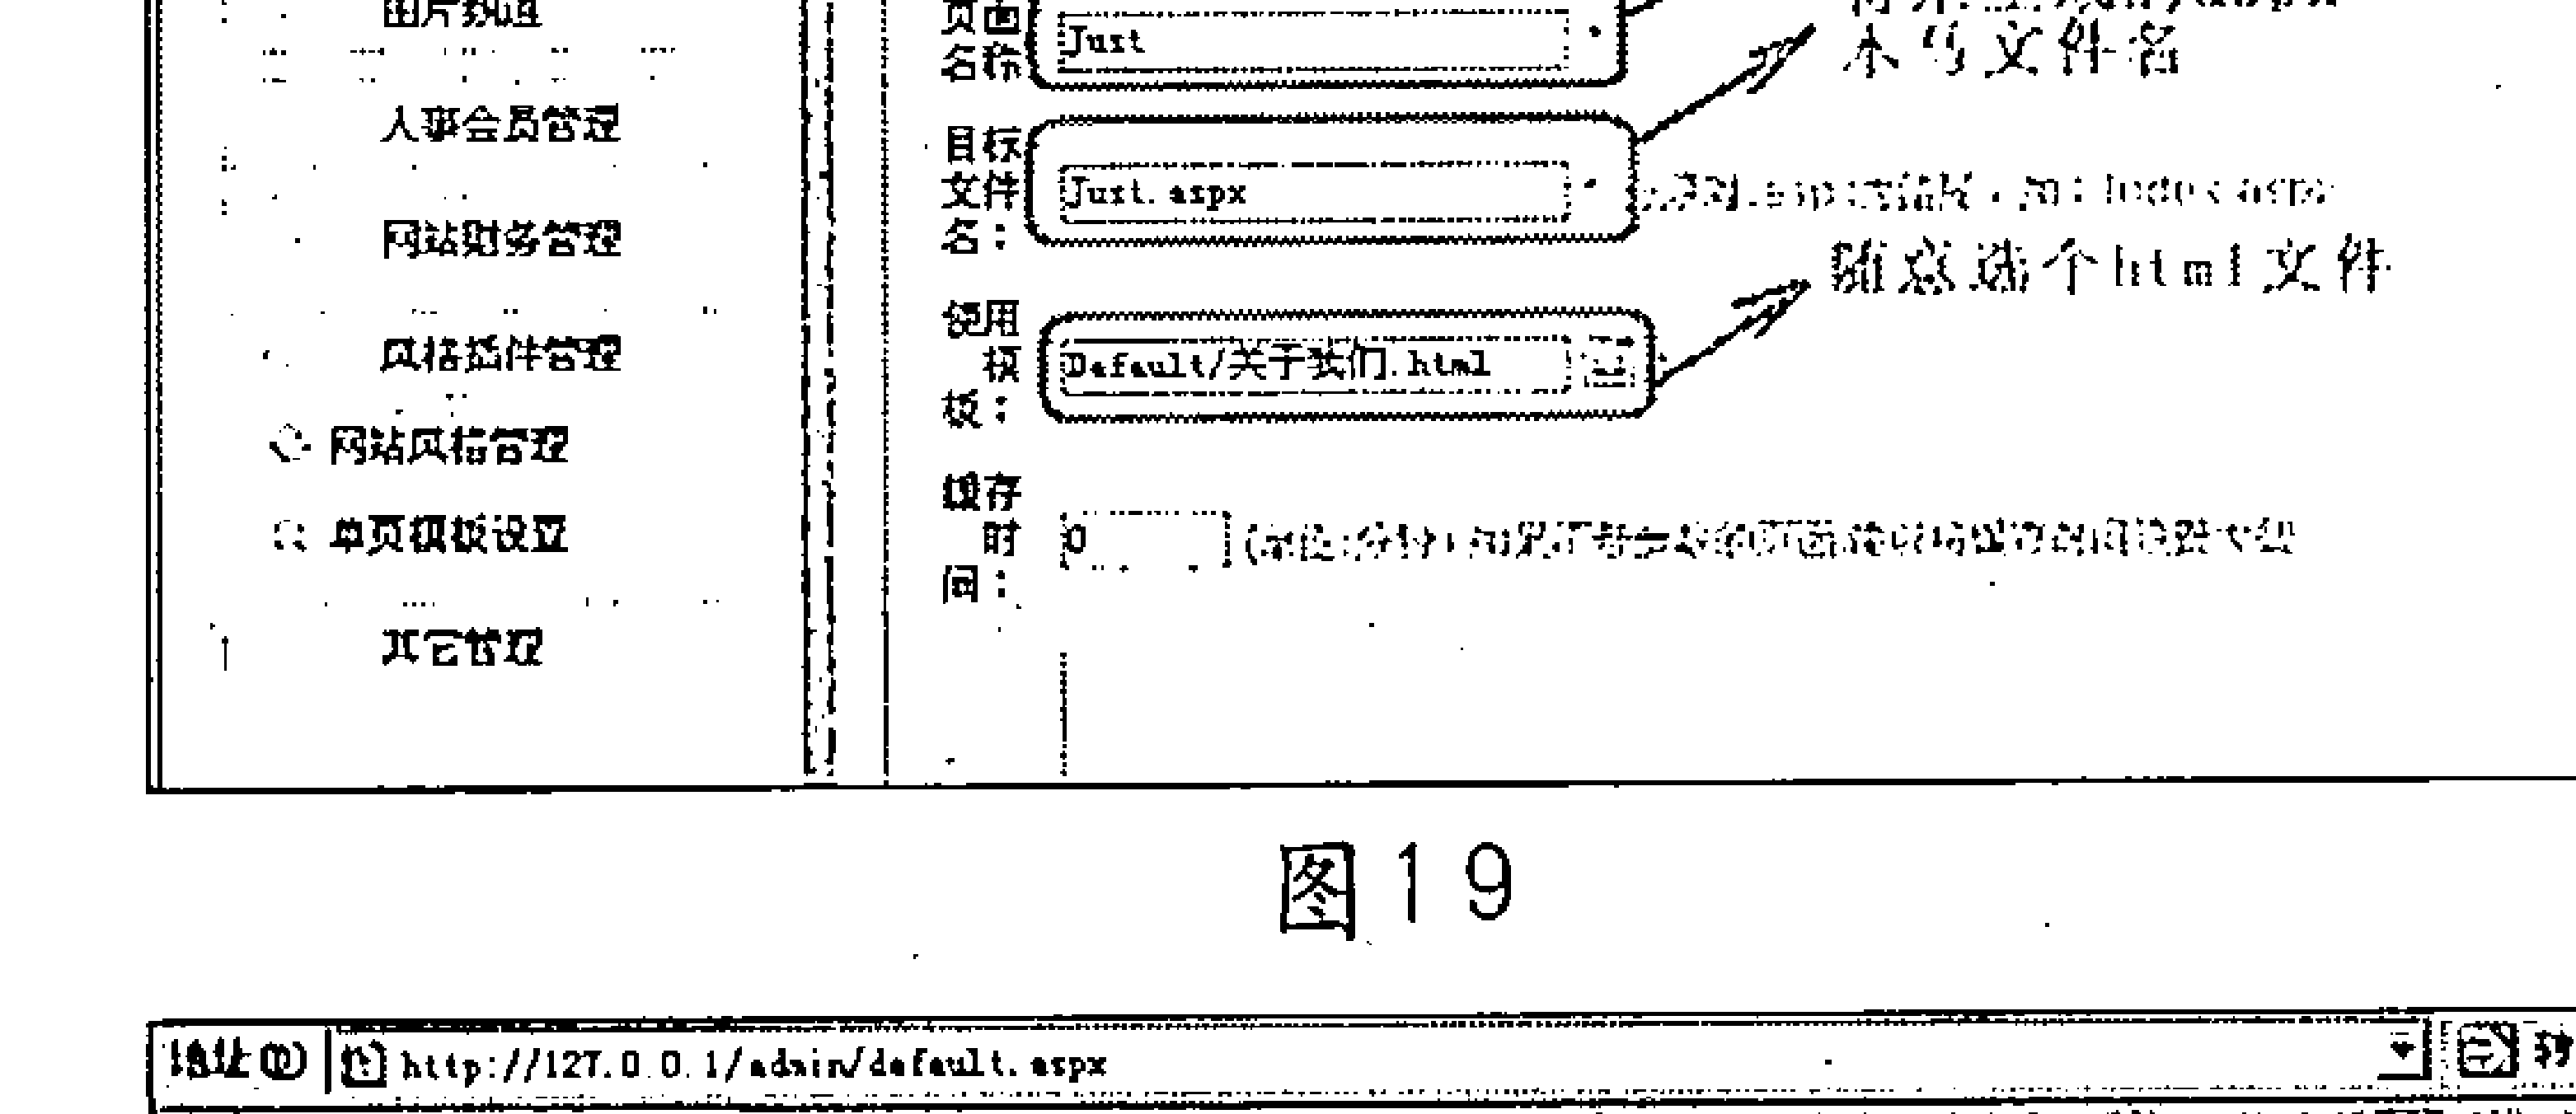 图片频道
人事会员管理
网站财务管理
风格插件管理
网站风格管理
单页模板设置
其它管理
页面
名称
Just
木马文件名
目标
文件
名：
Just.aspx
随意选个html文件
使用
模
板：
Default/关于我们.html
缓存
时
间：
0
图19
地址(D) http://127.0.0.1/admin/default.aspx 转